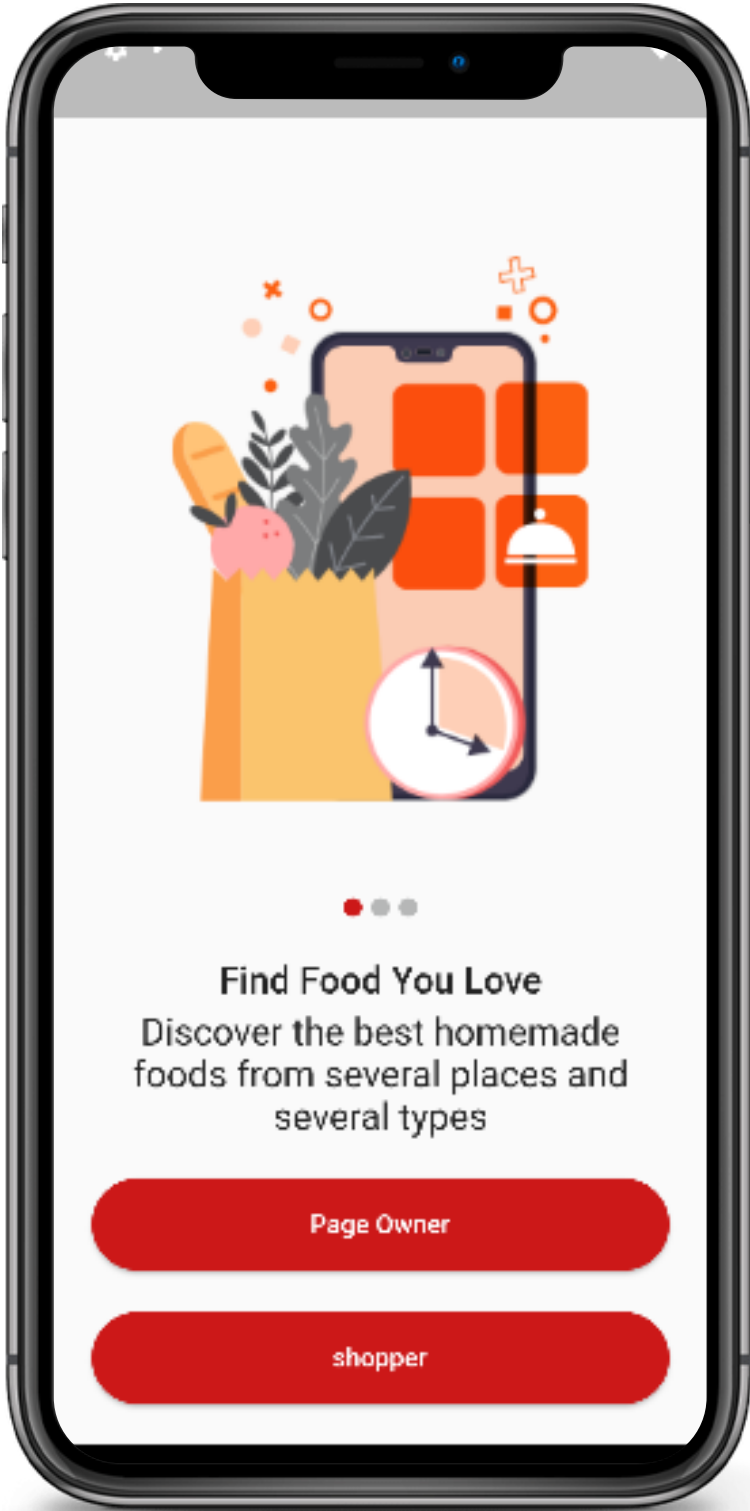 Find Food You Love
Discover the best homemade
foods from several places and
several types
Page Owner
shopper